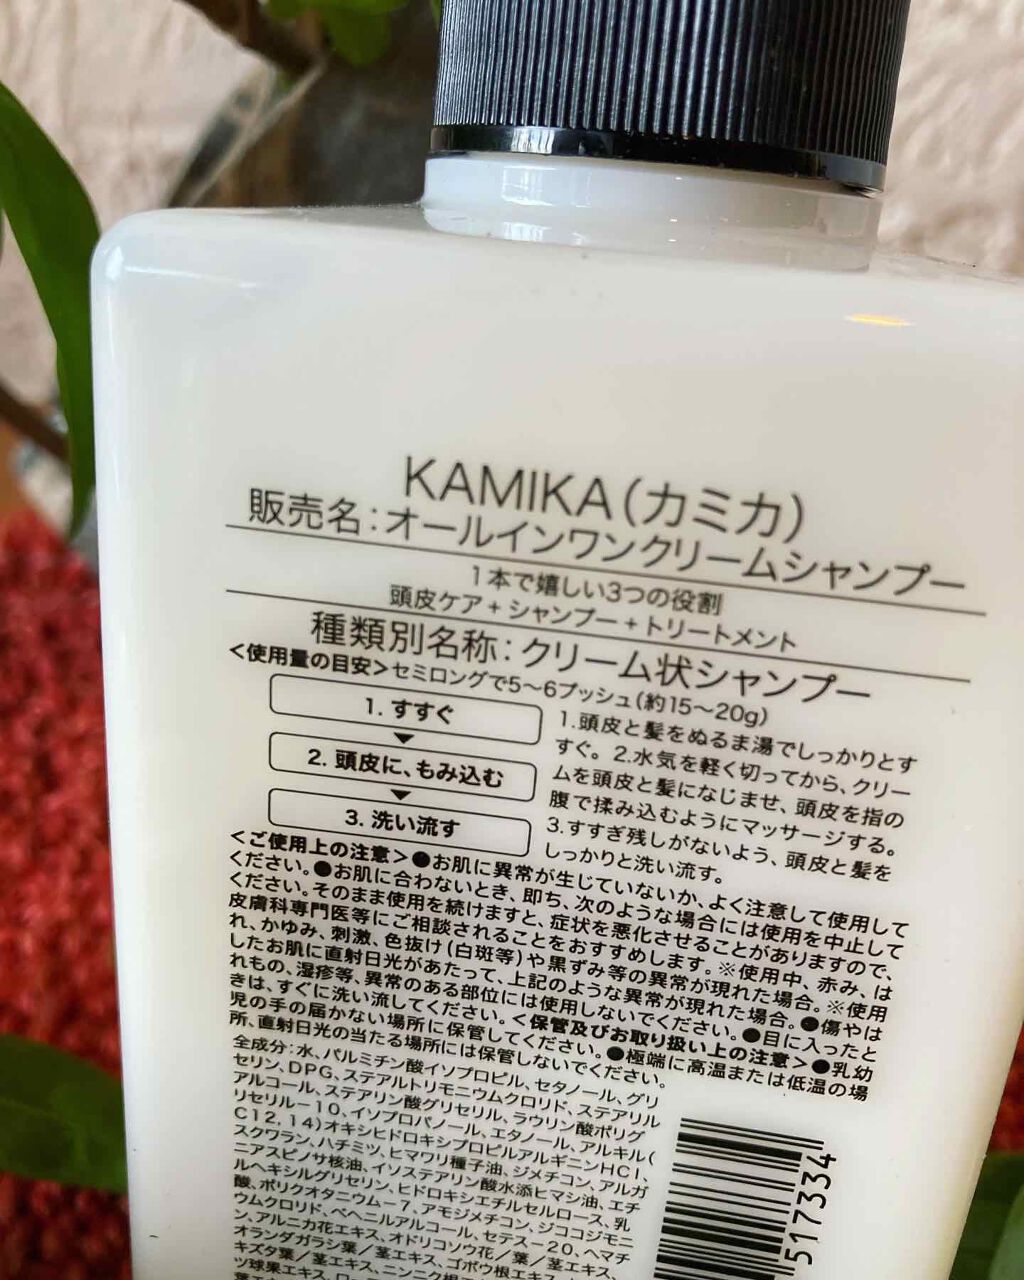 KAMIKA(カミカ)
販売名:オールインワンクリームシャンプー
1本で嬉しい3つの役割
頭皮ケア+シャンプー+トリートメント
種類別名称:クリーム状シャンプー
<使用量の目安>セミロングで5〜6プッシュ(約15〜20g)
1. すすぐ
2. 頭皮に、もみ込む
3. 洗い流す
1.頭皮と髪をぬるま湯でしっかりとす
すぐ。2.水気を軽く切ってから、クリー
ムを頭皮と髪になじませ、頭皮を指の
腹で揉み込むようにマッサージする。
3.すすぎ残しがないよう、頭皮と髪を
しっかりと洗い流す。
<ご使用上の注意>●お肌に異常が生じていないか、よく注意して使用して
ください。●お肌に合わないとき、即ち、次のような場合には使用を中止して
ください。そのまま使用を続けますと、症状を悪化させることがありますので、
皮膚科専門医等にご相談されることをおすすめします。※使用中、赤み、は
れ、かゆみ、刺激、色抜け(白斑等)や黒ずみ等の異常が現れた場合。※使用
したお肌に直射日光があたって、上記のような異常が現れた場合。●傷やは
れもの、湿疹等、異常のある部位には使用しないでください。●目に入ったと
きは、すぐに洗い流してください。<保管及びお取り扱い上の注意>●乳幼
児の手の届かない場所に保管してください。●極端に高温または低温の場
所、直射日光の当たる場所には保管しないでください。
全成分:水、パルミチン酸イソプロピル、セタノール、グリ
セリン、DPG、ステアルトリモニウムクロリド、ステアリル
アルコール、ステアリン酸グリセリル、ラウリン酸ポリグ
リセリル−10、イソプロパノール、エタノール、アルキル(
C12, 14)オキシヒドロキシプロピルアルギニンHCl、
スクワラン、ハチミツ、ヒマワリ種子油、ジメチコン、アルガ
ニアスピノサ核油、イソステアリン酸水添ヒマシ油、エチ
ルヘキシルグリセリン、ヒドロキシエチルセルロース、乳
酸、ポリクオタニウム−7、アモジメチコン、ジココジモニ
ウムクロリド、ベヘニルアルコール、セテス−20、ヘマチ
ン、アルニカ花エキス、オドリコソウ花／葉／茎エキス、
オランダガラシ葉／茎エキス、ゴボウ根エキス、
キズタ葉／茎エキス、ニンニク根エキス、
ツ球果エキス、
517334